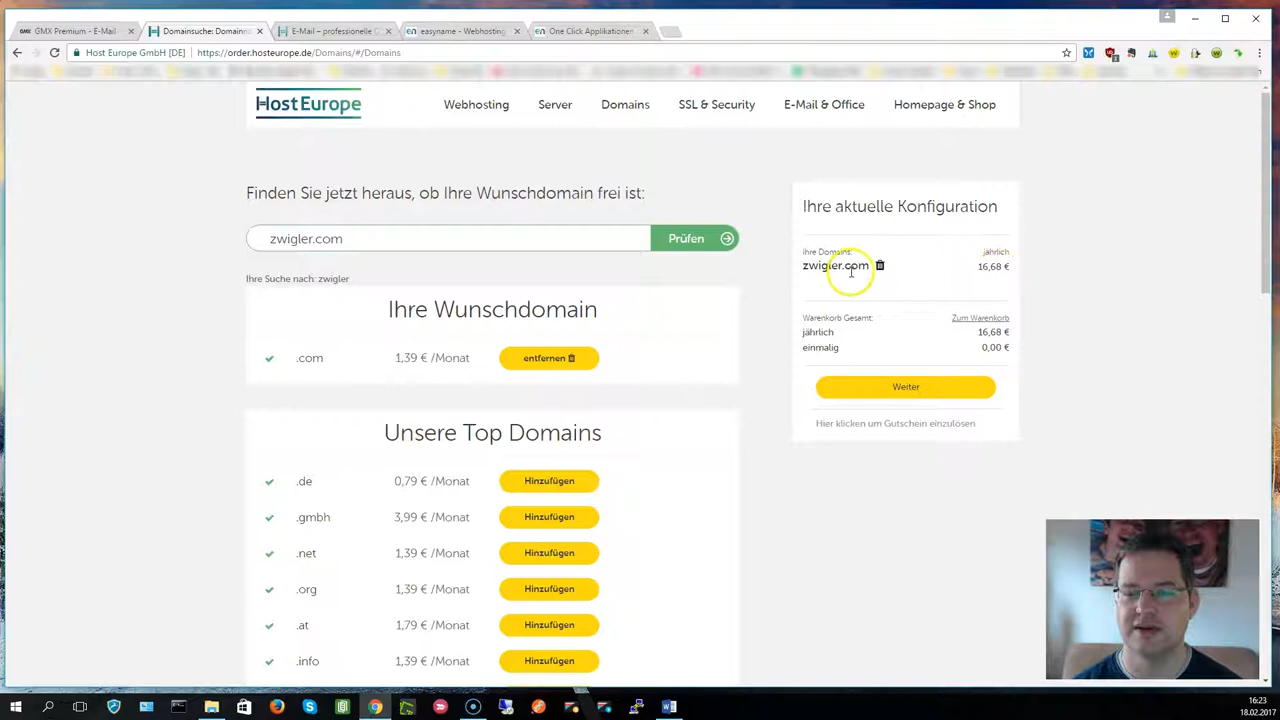 GMX Premium - E-Mail
Domainsuche: Domainn
E-Mail – professionelle G
easyname - Webhosting
One Click Applikationen
Host Europe GmbH [DE]
https://order.hosteurope.de/Domains/#/Domains
HostEurope
Webhosting
Server
Domains
SSL & Security
E-Mail & Office
Homepage & Shop
Finden Sie jetzt heraus, ob Ihre Wunschdomain frei ist:
zwigler.com
Prüfen
Ihre Suche nach: zwigler
Ihre Wunschdomain
.com 1,39 € /Monat entfernen
Unsere Top Domains
.de 0,79 € /Monat Hinzufügen
.gmbh 3,99 € /Monat Hinzufügen
.net 1,39 € /Monat Hinzufügen
.org 1,39 € /Monat Hinzufügen
.at 1,79 € /Monat Hinzufügen
.info 1,39 € /Monat Hinzufügen
Ihre aktuelle Konfiguration
Ihre Domains: jährlich
zwigler.com 16,68 €
Warenkorb Gesamt: Zum Warenkorb
jährlich 16,68 €
einmalig 0,00 €
Weiter
Hier klicken um Gutschein einzulösen
16:23
18.02.2017